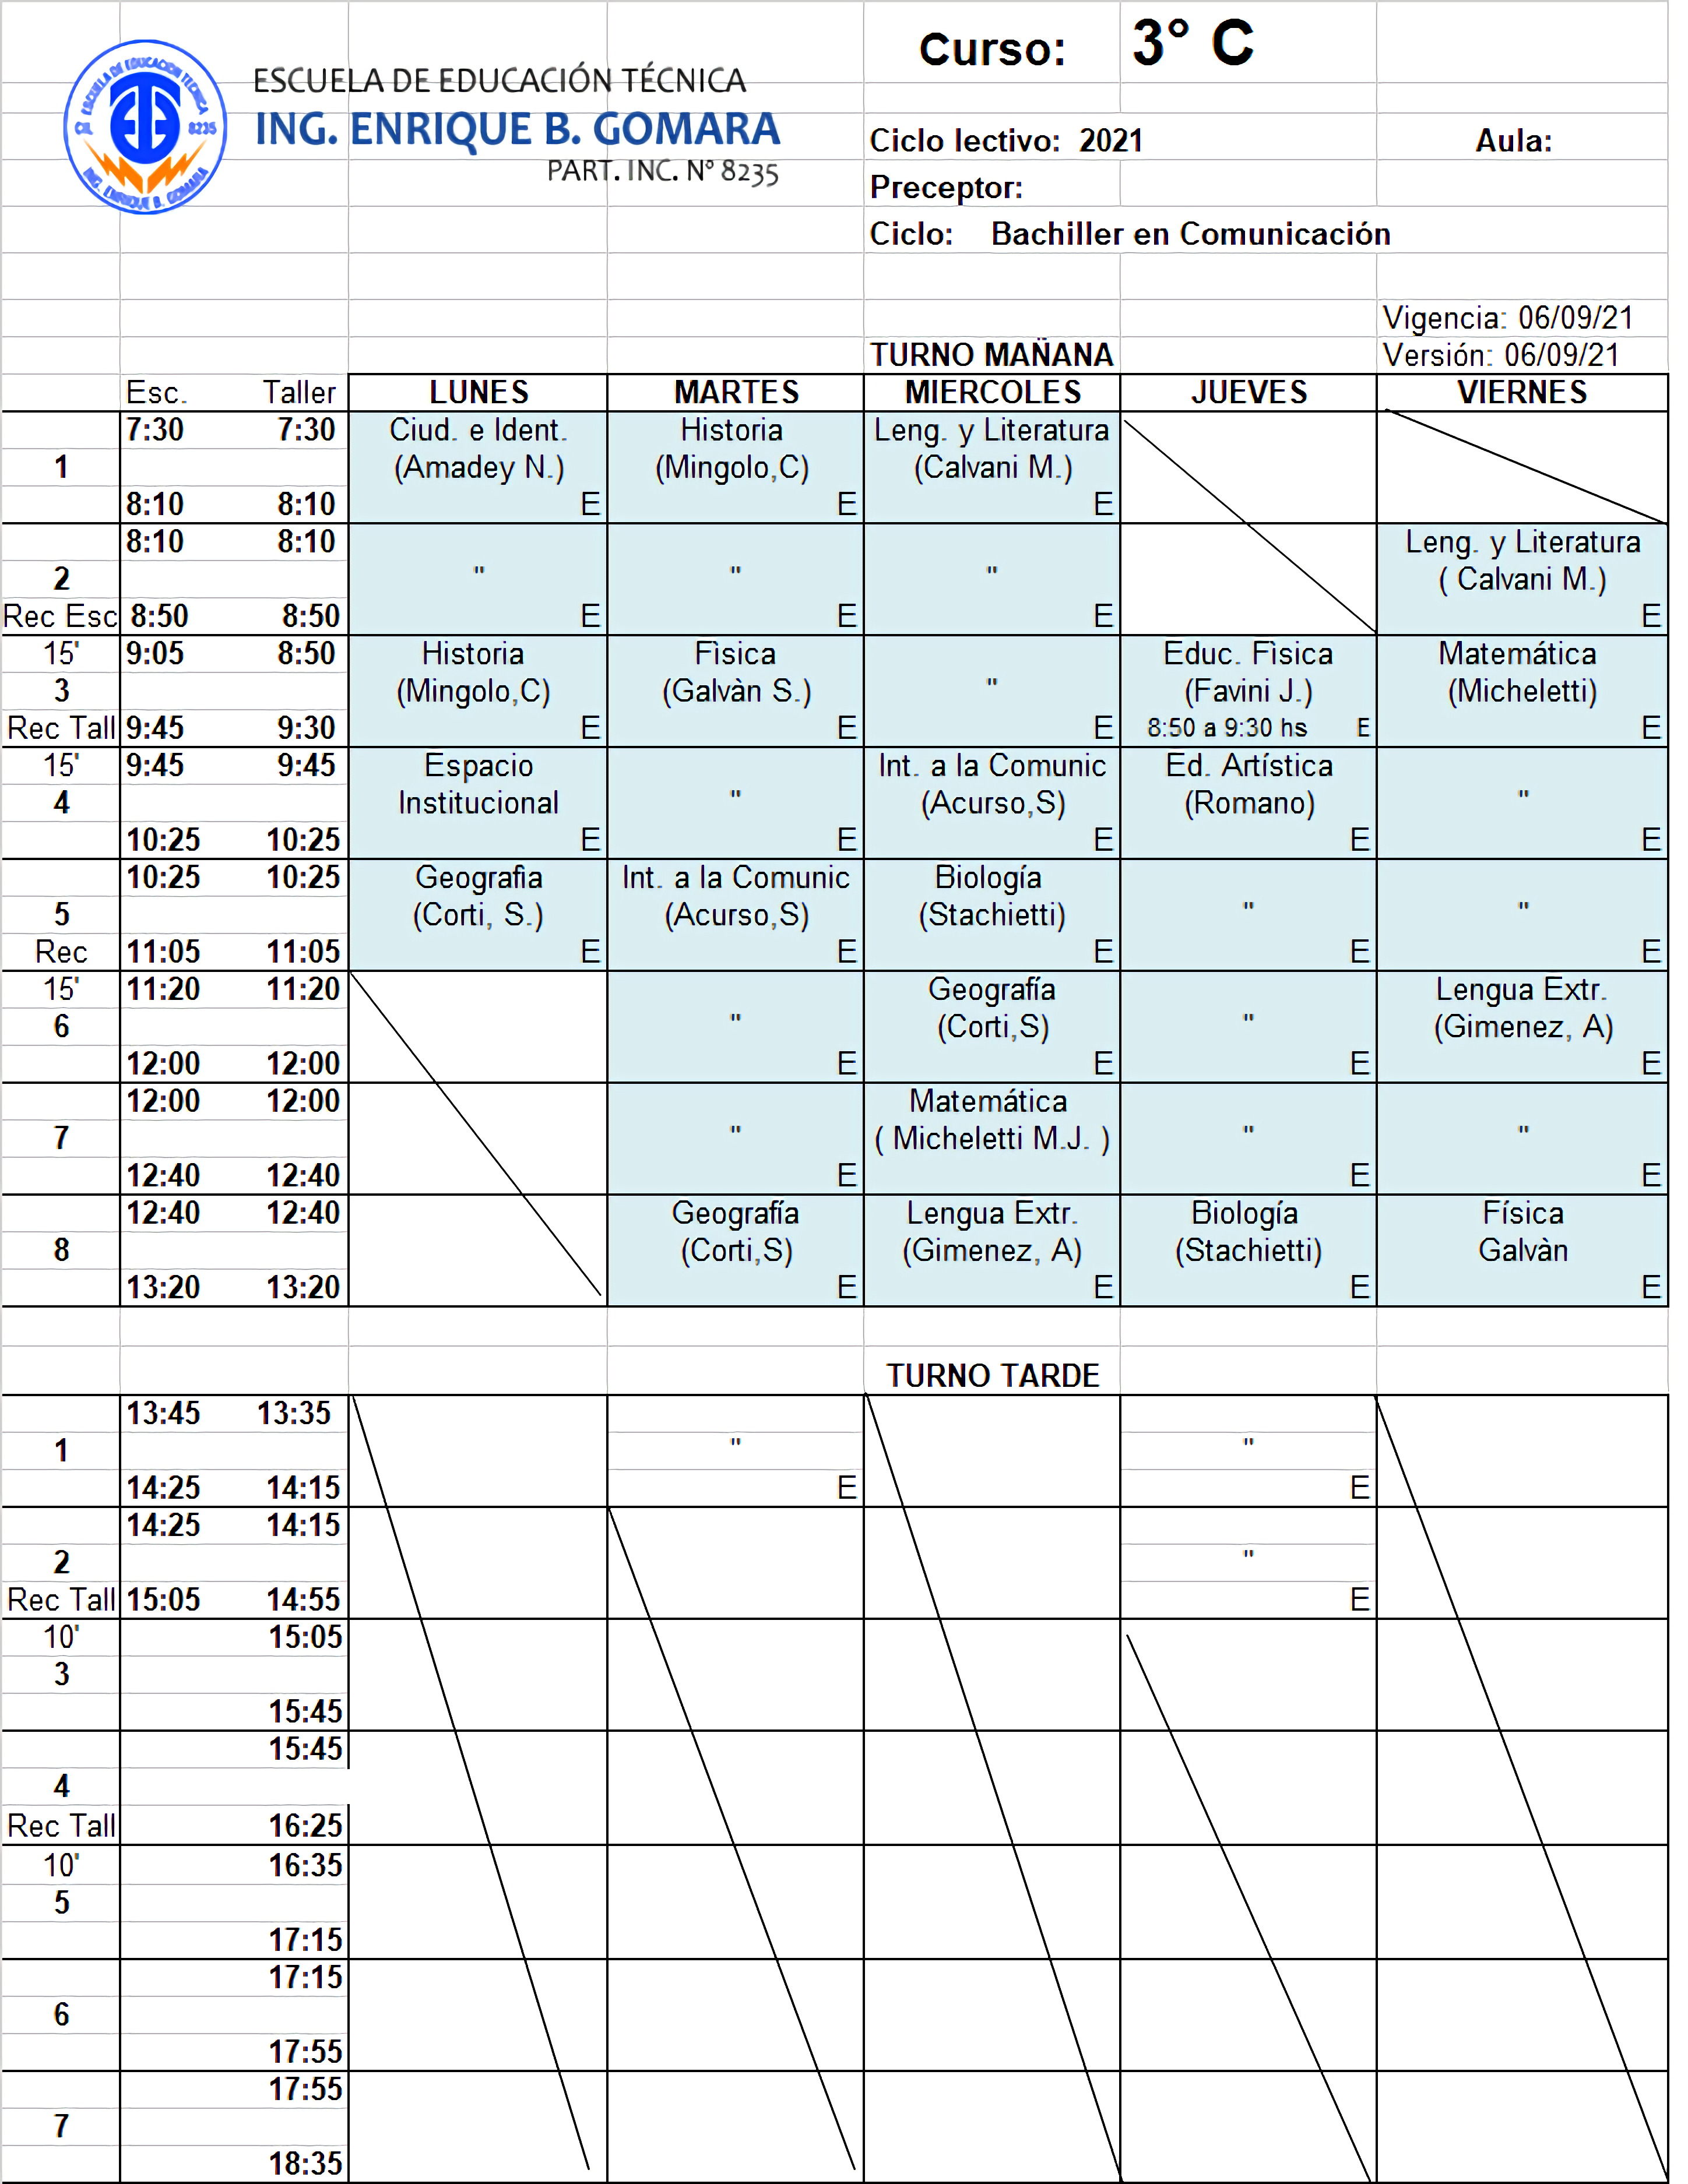 Curso: 3° C
ESCUELA DE EDUCACIÓN TECNICA
CR. 8235
ING. ENRIQUE B. GOMARA
ESCUELA DE EDUCACIÓN TÉCNICA
ING. ENRIQUE B. GOMARA
PART. INC. Nº 8235
Ciclo lectivo: 2021 Aula:
Preceptor:
Ciclo: Bachiller en Comunicación
Vigencia: 06/09/21
TURNO MAÑANA Versión: 06/09/21
Esc. Taller LUNES MARTES MIERCOLES JUEVES VIERNES
7:30 7:30 Ciud. e Ident. Historia Leng. y Literatura
1 (Amadey N.) (Mingolo,C) (Calvani M.)
8:10 8:10 E E E
8:10 8:10 Leng. y Literatura
2 " " " ( Calvani M.)
Rec Esc 8:50 8:50 E E E E
15' 9:05 8:50 Historia Fìsica Educ. Fìsica Matemática
3 (Mingolo,C) (Galvàn S.) " (Favini J.) (Micheletti)
Rec Tall 9:45 9:30 E E E 8:50 a 9:30 hs E E
15' 9:45 9:45 Espacio Int. a la Comunic Ed. Artística
4 Institucional " (Acurso,S) (Romano) "
10:25 10:25 E E E E E
10:25 10:25 Geografia Int. a la Comunic Biología
5 (Corti, S.) (Acurso,S) (Stachietti) " "
Rec 11:05 11:05 E E E E E
15' 11:20 11:20 Geografía Lengua Extr.
6 " (Corti,S) " (Gimenez, A)
12:00 12:00 E E E E
12:00 12:00 Matemática
7 " ( Micheletti M.J. ) " "
12:40 12:40 E E E E
12:40 12:40 Geografía Lengua Extr. Biología Física
8 (Corti,S) (Gimenez, A) (Stachietti) Galvàn
13:20 13:20 E E E E
TURNO TARDE
13:45 13:35
1 " "
14:25 14:15 E E
14:25 14:15
2 "
Rec Tall 15:05 14:55 E
10' 15:05
3
15:45
15:45
4
Rec Tall 16:25
10' 16:35
5
17:15
17:15
6
17:55
17:55
7
18:35